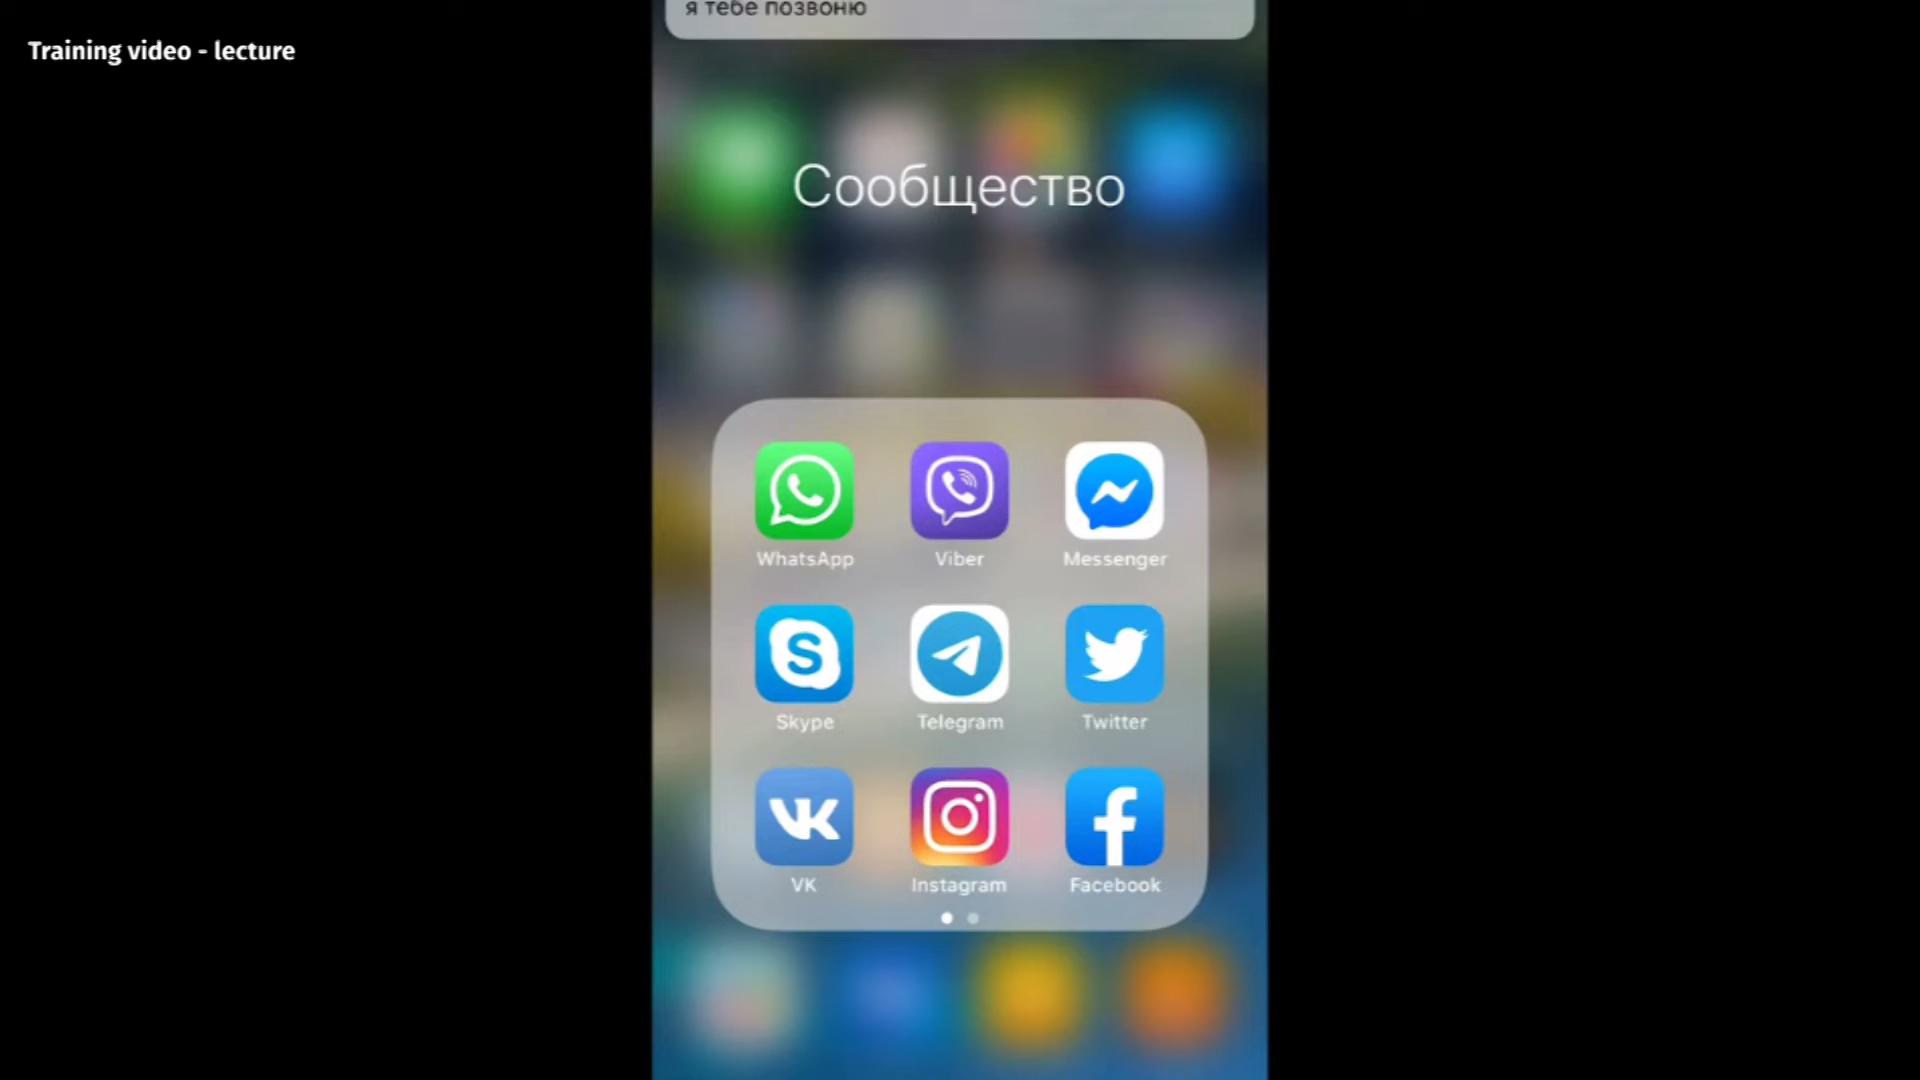 я тебе позвоню
Training video - lecture
Сообщество
WhatsApp
Viber
Messenger
Skype
Telegram
Twitter
VK
Instagram
Facebook